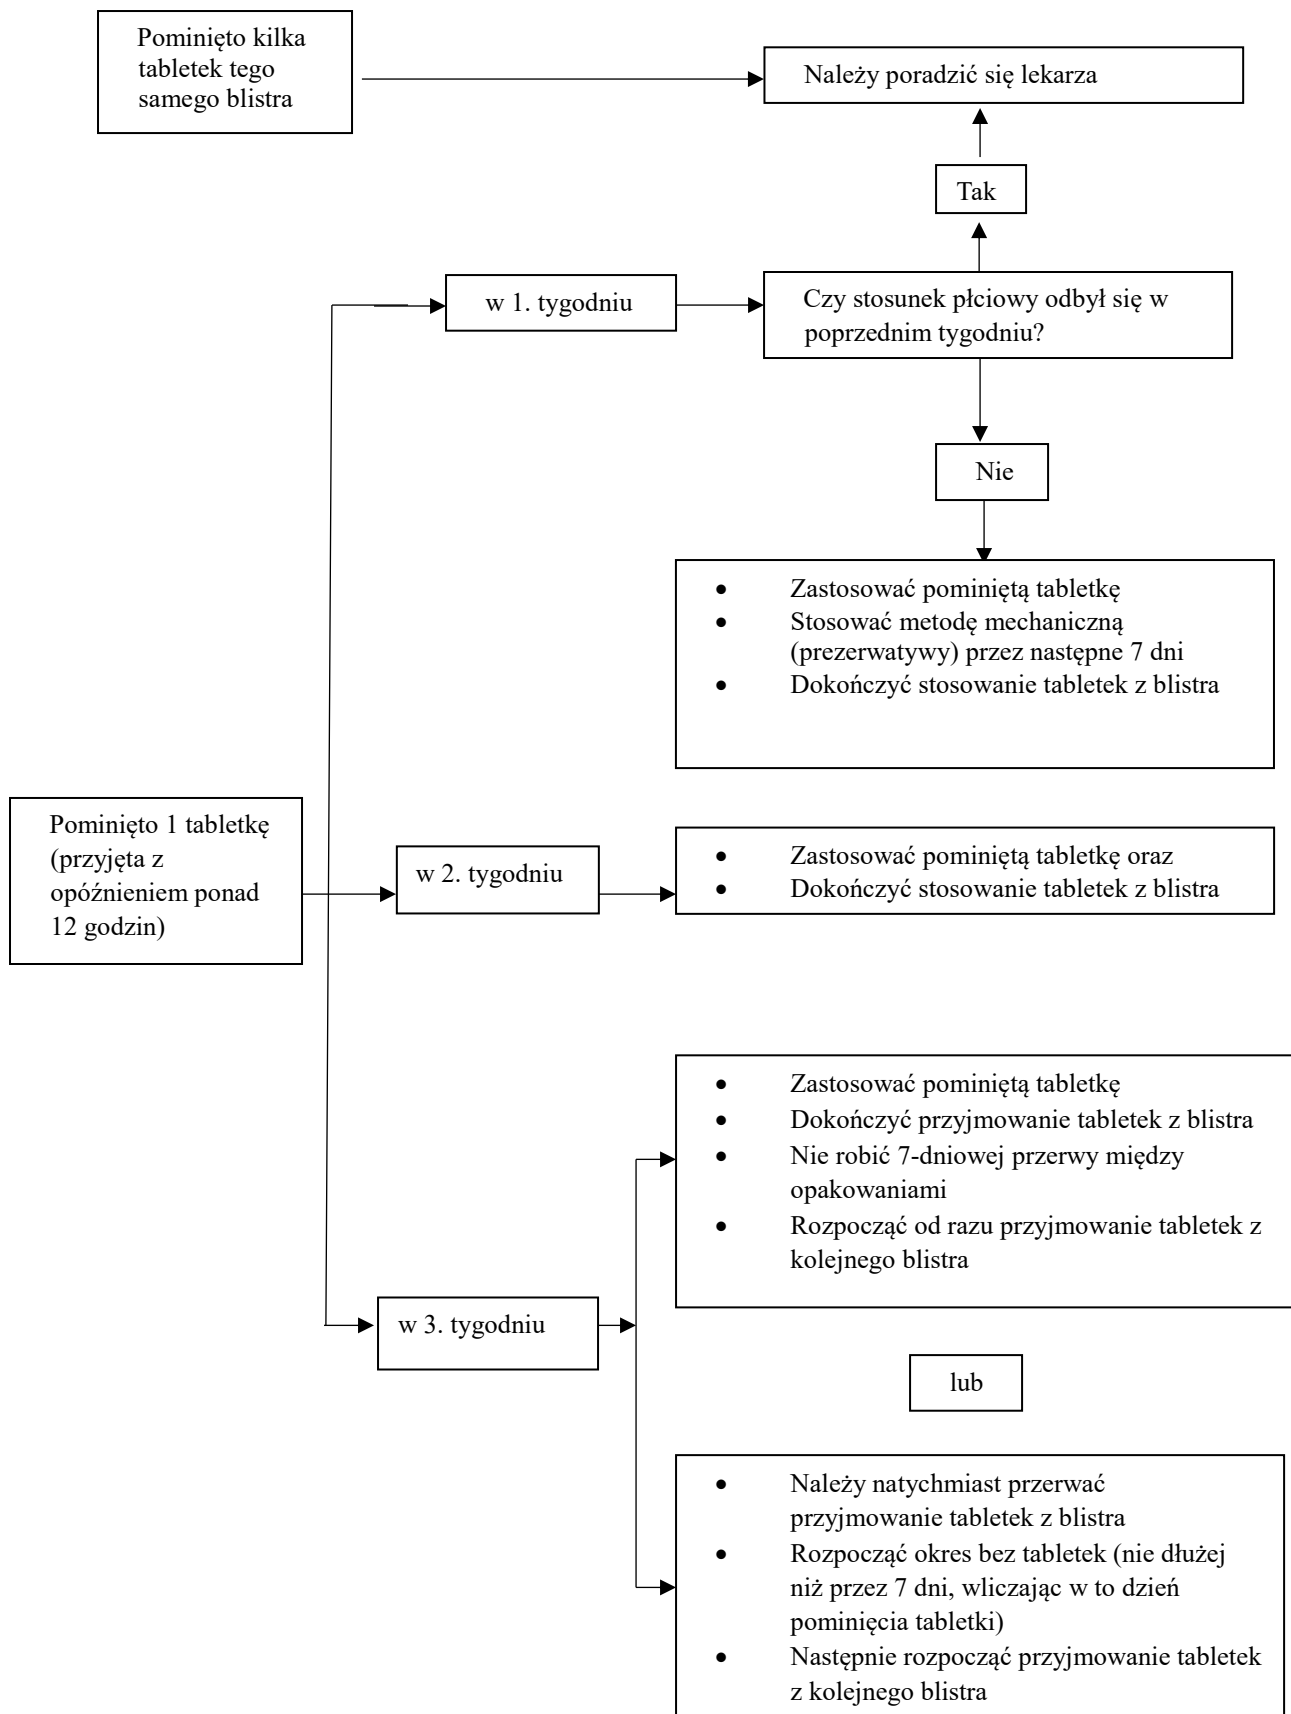 Pominięto kilka
tabletek tego
samego blistra
Należy poradzić się lekarza
Tak
w 1. tygodniu
Czy stosunek płciowy odbył się w
poprzednim tygodniu?
Nie
• Zastosować pominiętą tabletkę
• Stosować metodę mechaniczną
(prezerwatywy) przez następne 7 dni
• Dokończyć stosowanie tabletek z blistra
Pominięto 1 tabletkę
(przyjęta z
opóźnieniem ponad
12 godzin)
w 2. tygodniu
• Zastosować pominiętą tabletkę oraz
• Dokończyć stosowanie tabletek z blistra
• Zastosować pominiętą tabletkę
• Dokończyć przyjmowanie tabletek z blistra
• Nie robić 7-dniowej przerwy między
opakowaniami
• Rozpocząć od razu przyjmowanie tabletek z
kolejnego blistra
w 3. tygodniu
lub
• Należy natychmiast przerwać
przyjmowanie tabletek z blistra
• Rozpocząć okres bez tabletek (nie dłużej
niż przez 7 dni, wliczając w to dzień
pominięcia tabletki)
• Następnie rozpocząć przyjmowanie tabletek
z kolejnego blistra